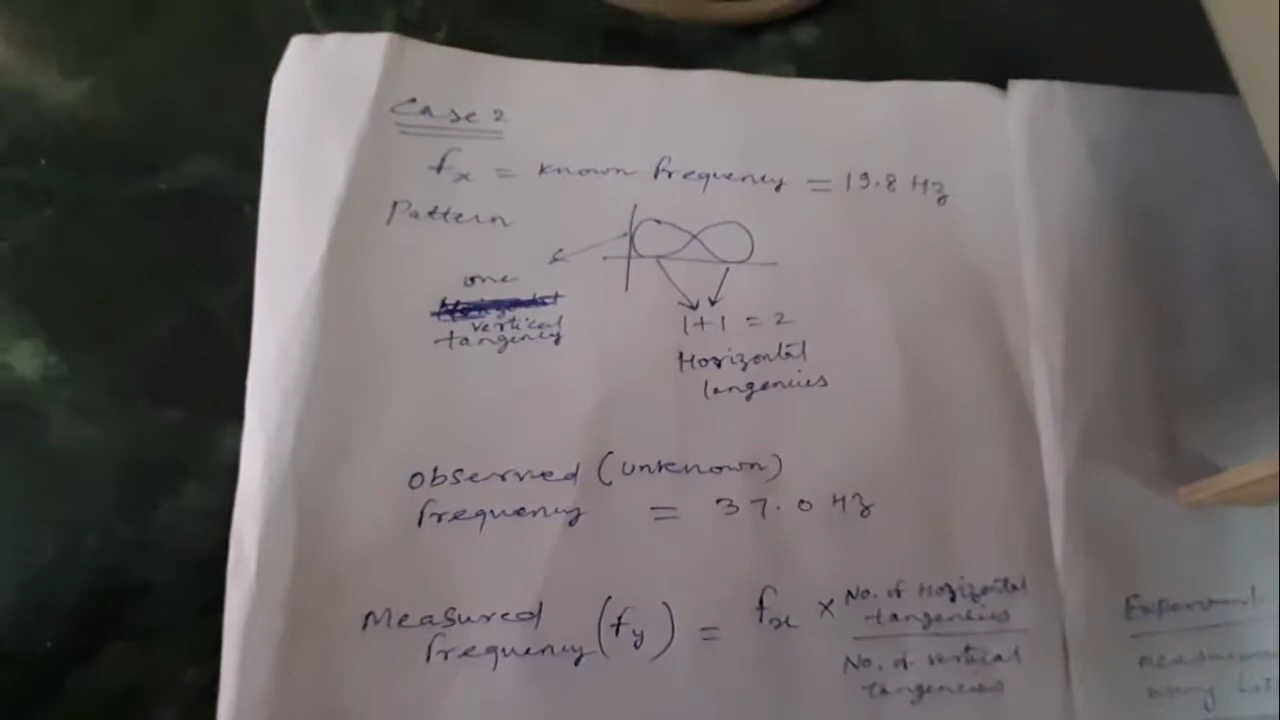 Case 2
fx = known frequency = 19.8 Hz
Pattern
one
vertical
tangency
1+1 = 2
Horizontal
tangencies
Observed (unknown)
frequency = 37.0 Hz
Measured
frequency (fy) = fx × No. of Horizontal
tangencies
No. of vertical
tangencies